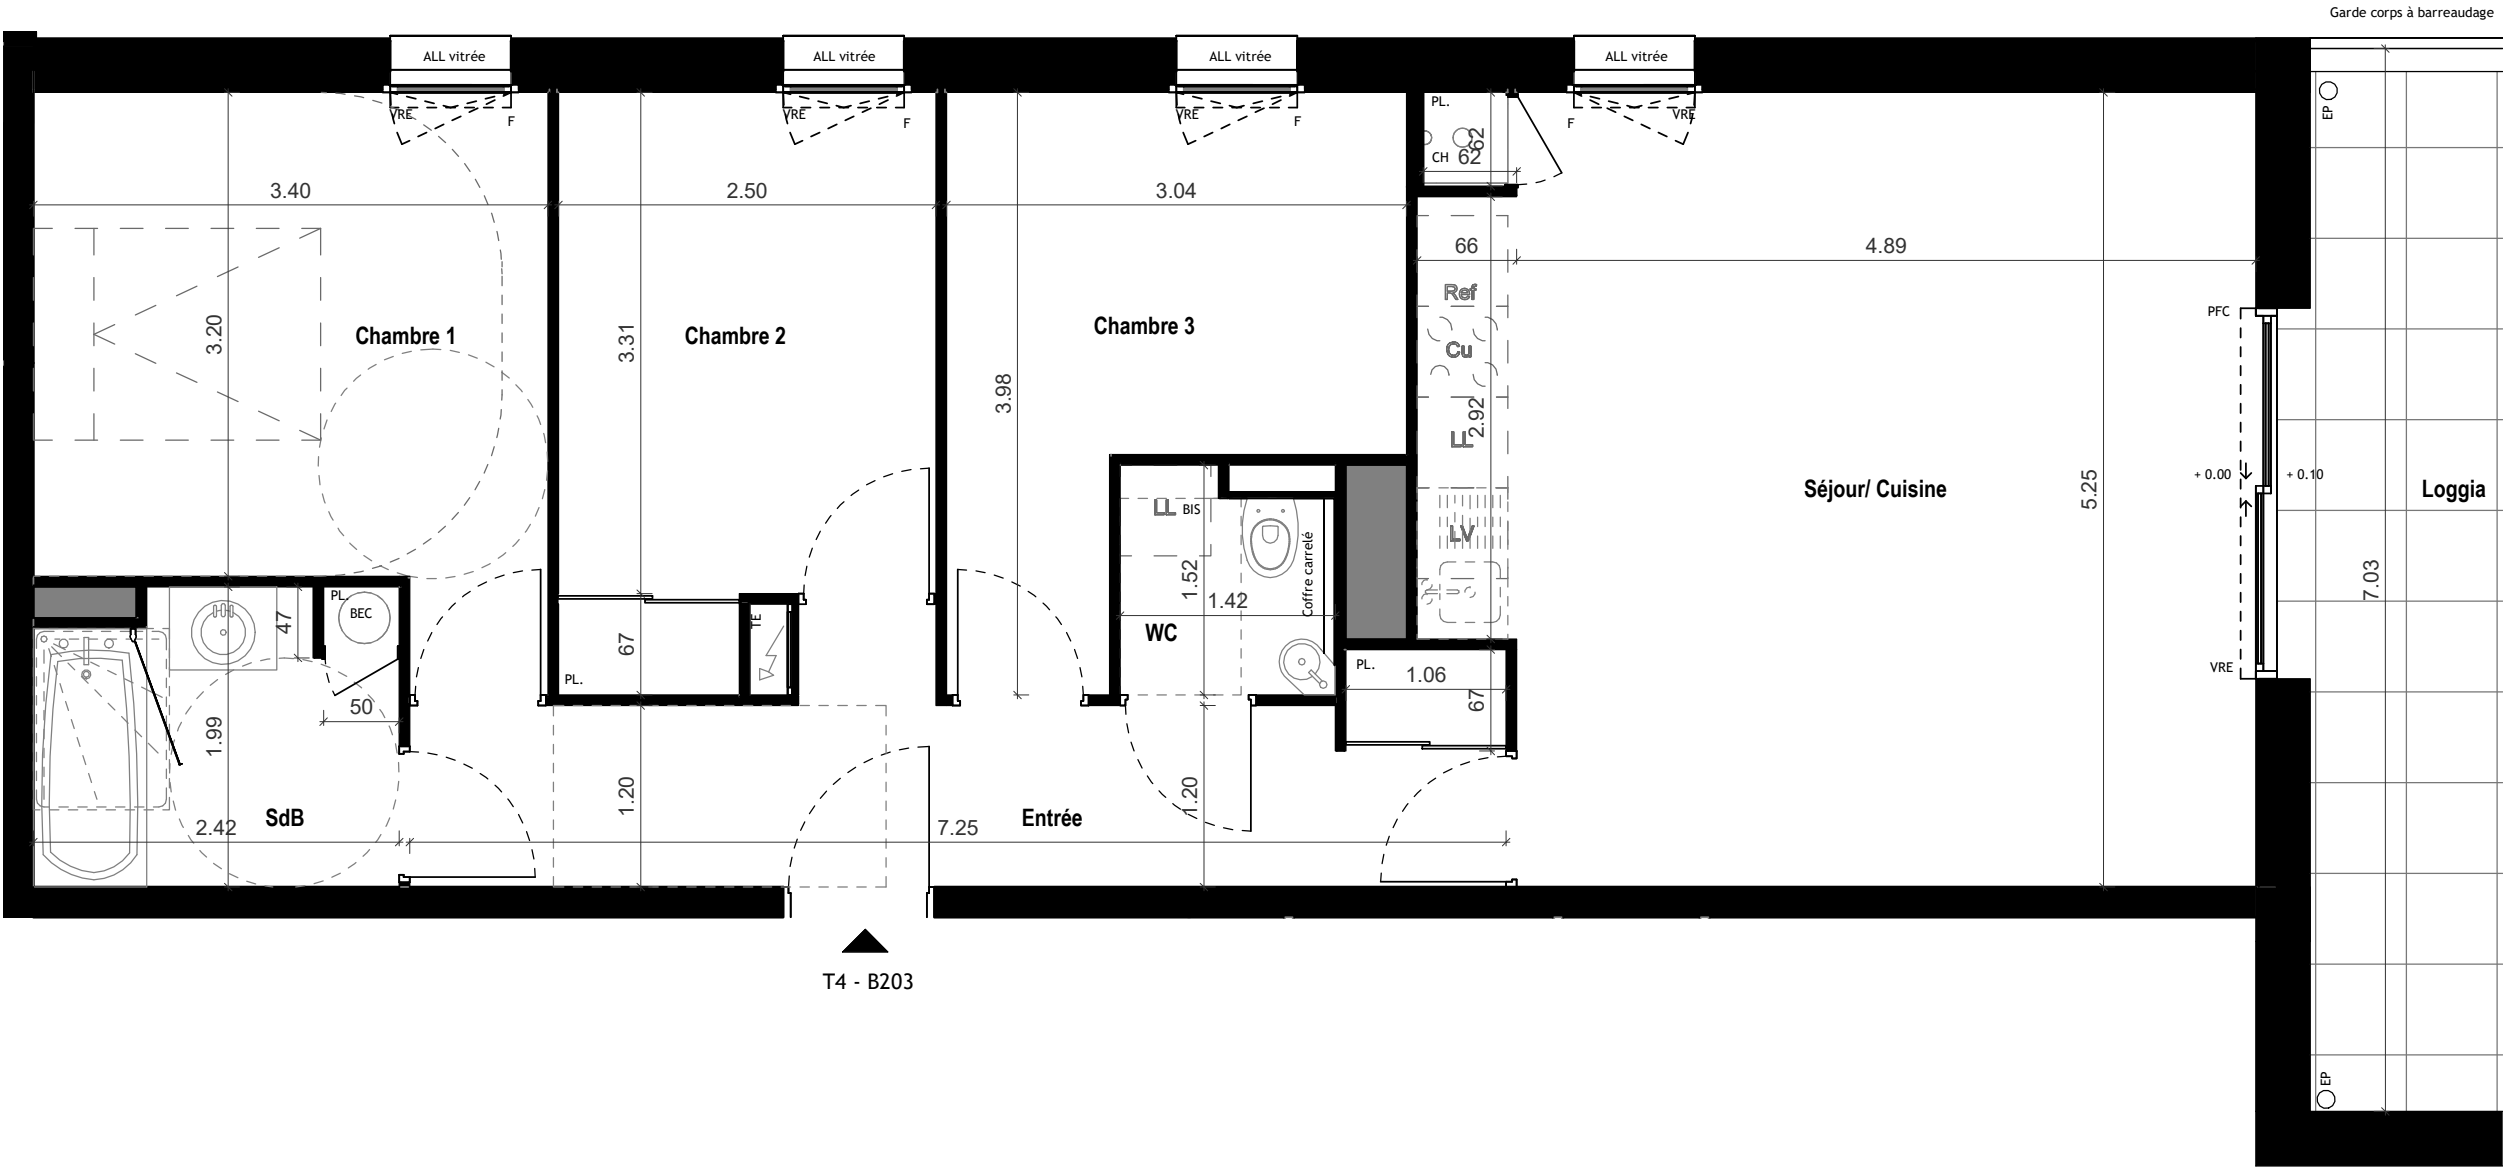 Garde corps à barreaudage
ALL vitrée
ALL vitrée
ALL vitrée
ALL vitrée
VRE
F
VRE
F
VRE
F
F
VRE
PL.
62
CH
62
EP
3.40
2.50
3.04
66
4.89
Ref
PFC
3.20
Chambre 1
3.31
Chambre 2
Chambre 3
Cu
3.98
2.92
LL
+ 0.00
+ 0.10
Séjour/ Cuisine
5.25
Loggia
LL BIS
LV
Coffre carrelé
1.52
1.42
7.03
PL.
BEC
47
TE
WC
67
PL.
PL.
1.06
VRE
67
50
1.99
1.20
1.20
SdB
2.42
7.25
Entrée
T4 - B203
EP